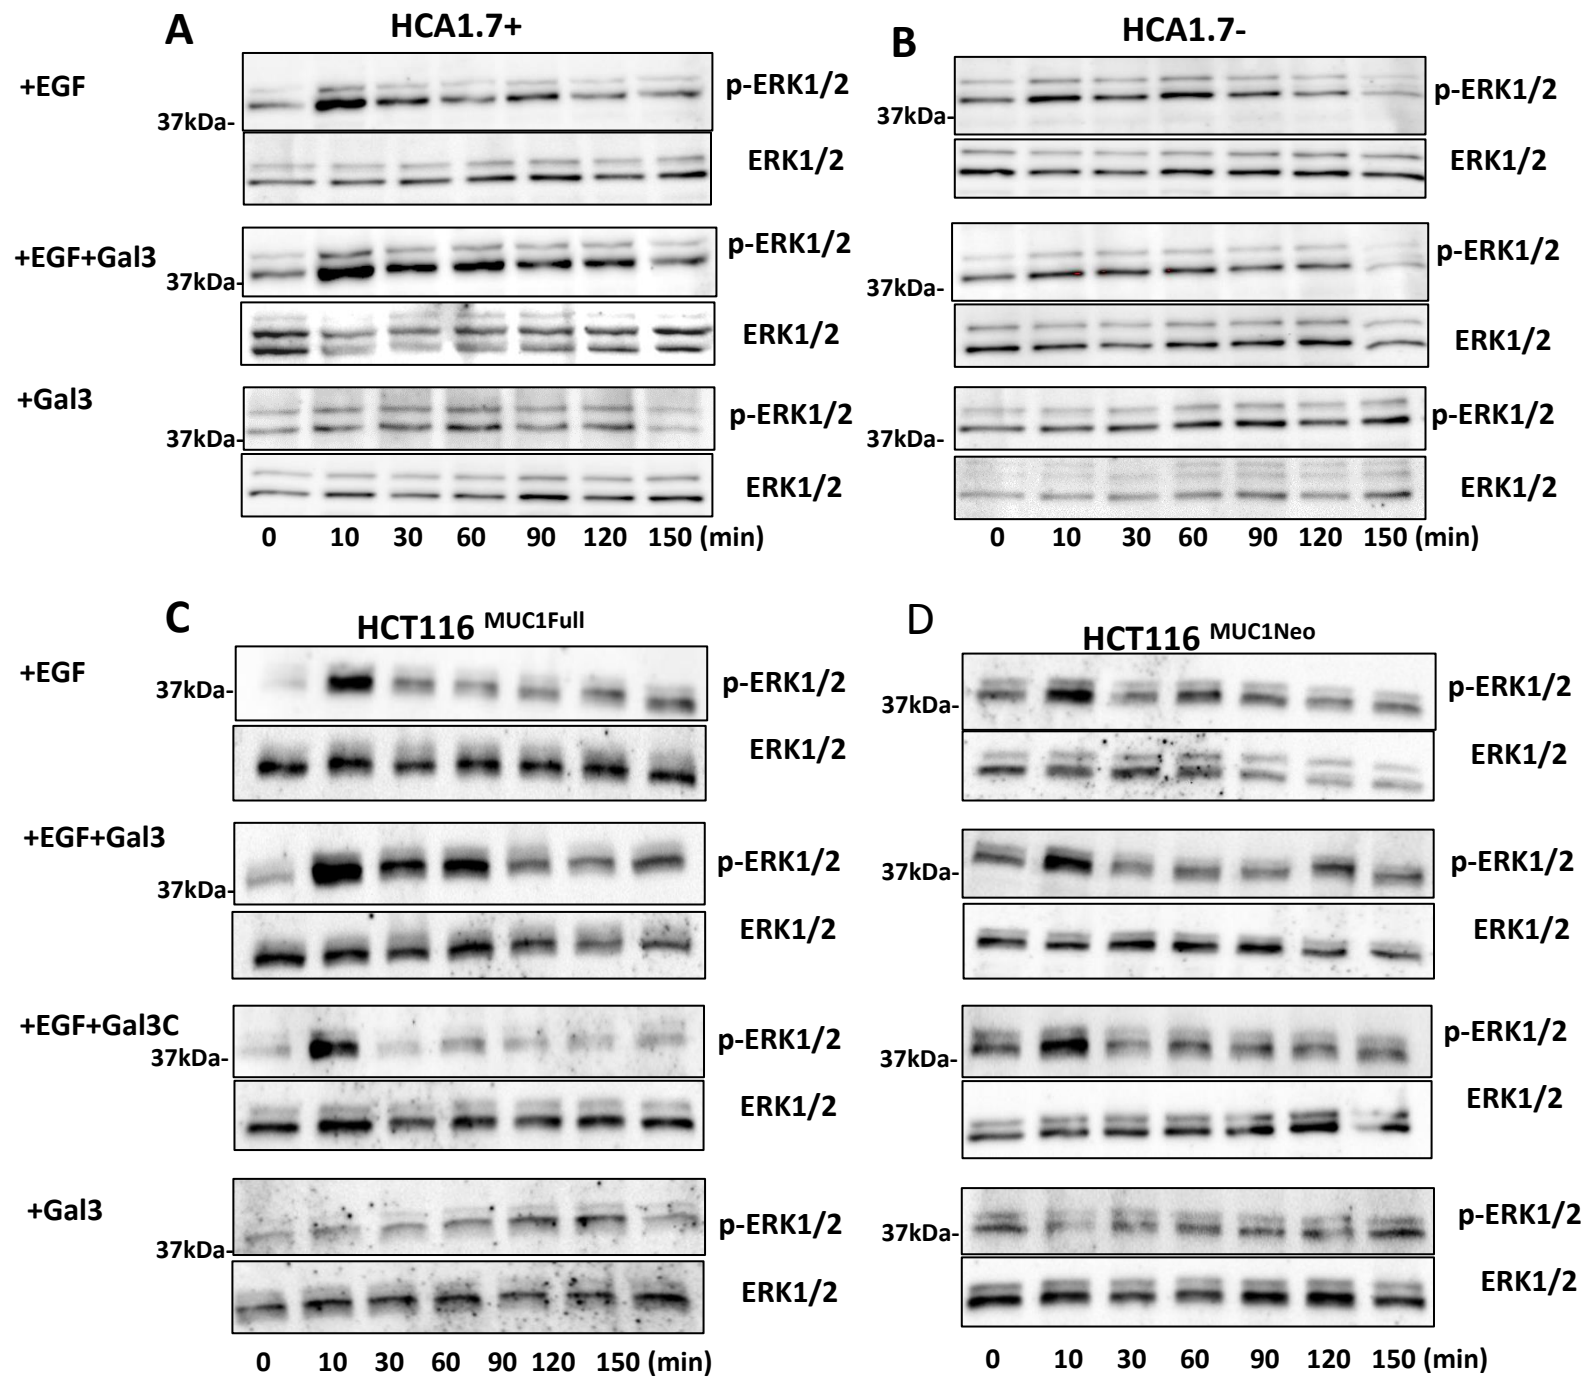 A
HCA1.7+
+EGF
37kDa-
p-ERK1/2
ERK1/2
+EGF+Gal3
37kDa-
p-ERK1/2
ERK1/2
+Gal3
37kDa-
p-ERK1/2
ERK1/2
0 10 30 60 90 120 150 (min)
B
HCA1.7-
37kDa-
p-ERK1/2
ERK1/2
37kDa-
p-ERK1/2
ERK1/2
37kDa-
p-ERK1/2
ERK1/2
0 10 30 60 90 120 150 (min)
C
HCT116 MUC1Full
+EGF
37kDa-
p-ERK1/2
ERK1/2
+EGF+Gal3
37kDa-
p-ERK1/2
ERK1/2
+EGF+Gal3C
37kDa-
p-ERK1/2
ERK1/2
+Gal3
37kDa-
p-ERK1/2
ERK1/2
0 10 30 60 90 120 150 (min)
D
HCT116 MUC1Neo
37kDa-
p-ERK1/2
ERK1/2
37kDa-
p-ERK1/2
ERK1/2
37kDa-
p-ERK1/2
ERK1/2
37kDa-
p-ERK1/2
ERK1/2
0 10 30 60 90 120 150 (min)